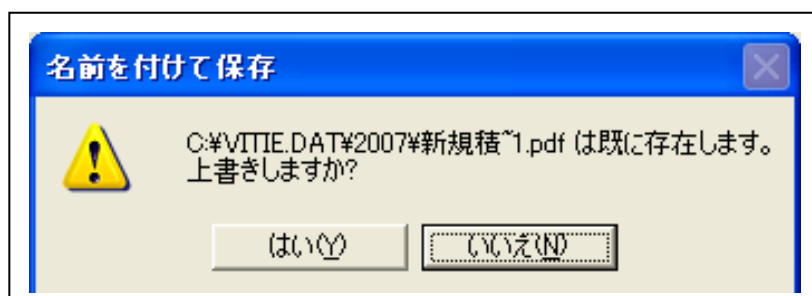 名前を付けて保存
C:¥VITIE.DAT¥2007¥新規積~1.pdf は既に存在します。
上書きしますか?
はい(Y)
いいえ(N)